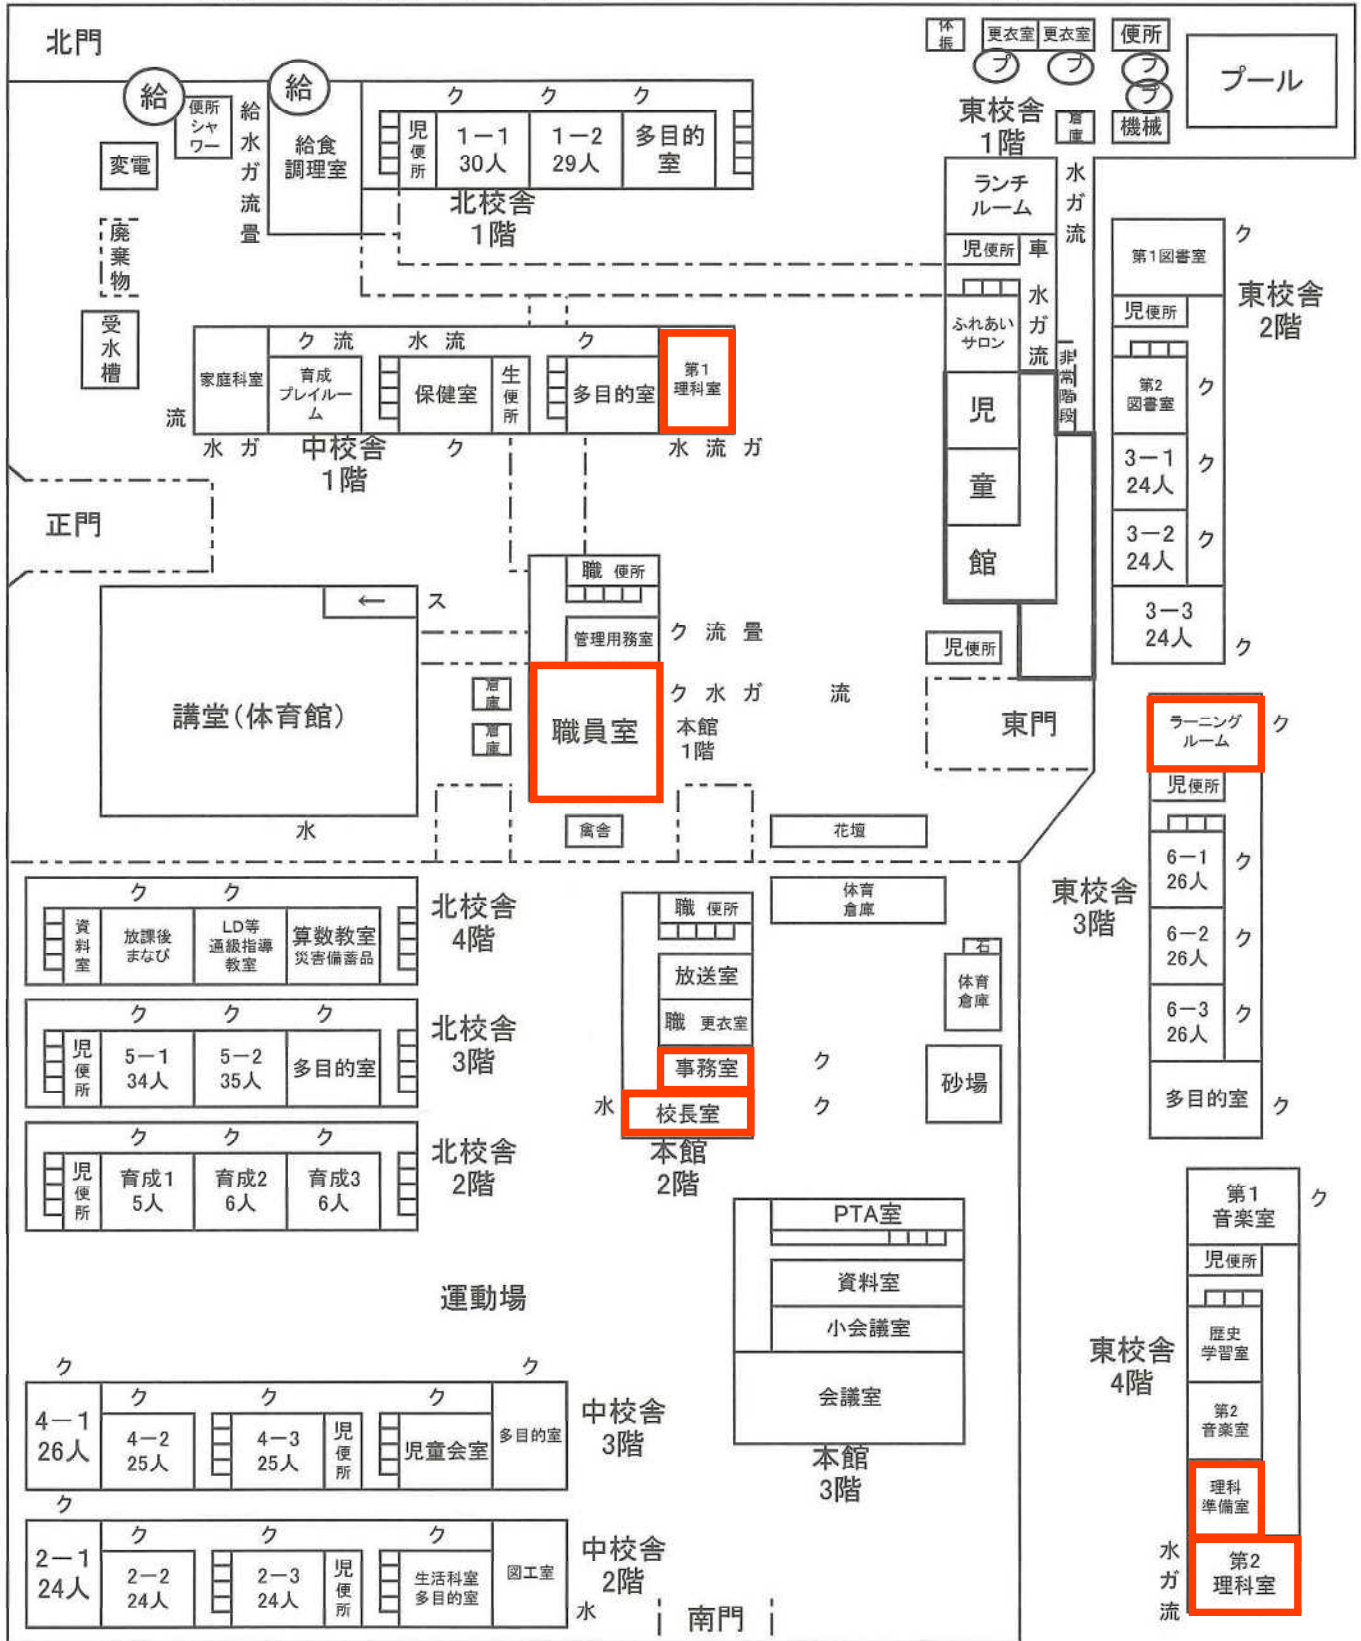 北門
給
便所
シャ
ワー
給水ガ流畳
給
給食
調理室
変電
廃棄物
受水槽
ク ク ク
児便所
1－1
30人
1－2
29人
多目的
室
北校舎
1階
体振
更衣室
更衣室
便所
プ
プ
プ
プ
プール
東校舎
1階
倉庫
機械
ランチ
ルーム
水ガ流
児便所
車
水ガ流
ふれあい
サロン
非常階段
児
童
館
第1図書室
ク
児便所
東校舎
2階
第2
図書室
ク
3－1
24人
ク
3－2
24人
ク
3－3
24人
ク
家庭科室
ク 流
育成
プレイルー
ム
水 流
保健室
生便所
ク
多目的室
第1
理科室
流
水 ガ
中校舎
1階
ク
水 流 ガ
正門
←
ス
講堂(体育館)
水
職 便所
管理用務室
ク 流 畳
倉庫
倉庫
職員室
ク 水 ガ 流
本館
1階
児便所
東門
禽舎
花壇
ラーニング
ルーム
ク
児便所
6－1
26人
ク
東校舎
3階
6－2
26人
ク
6－3
26人
ク
多目的室
ク
ク ク
資料室
放課後
まなび
LD等
通級指導
教室
算数教室
災害備蓄品
北校舎
4階
ク ク ク
児便所
5－1
34人
5－2
35人
多目的室
北校舎
3階
ク ク ク
児便所
育成1
5人
育成2
6人
育成3
6人
北校舎
2階
職 便所
放送室
職 更衣室
事務室
ク
水
校長室
ク
本館
2階
体育
倉庫
石
体育
倉庫
砂場
運動場
PTA室
資料室
小会議室
会議室
本館
3階
第1
音楽室
ク
児便所
歴史
学習室
東校舎
4階
第2
音楽室
理科
準備室
第2
理科室
水ガ流
ク
4－1
26人
ク
4－2
25人
ク
4－3
25人
児便所
児童会室
ク
多目的室
中校舎
3階
ク
2－1
24人
ク
2－2
24人
ク
2－3
24人
児便所
ク
生活科室
多目的室
図工室
中校舎
2階
水
南門